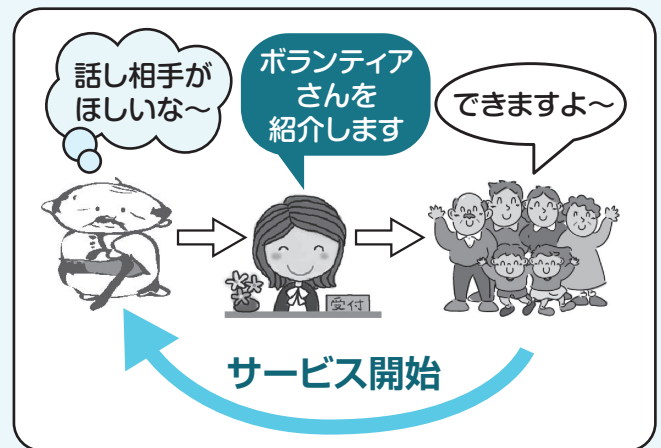 話し相手が
ほしいな～
ボランティア
さんを
紹介します
できますよ～
受付
サービス開始